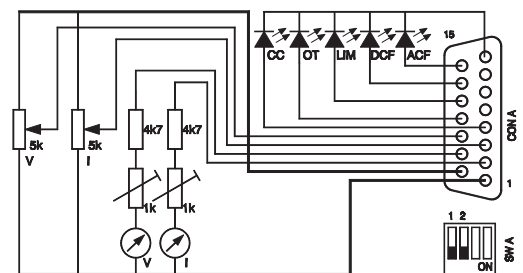 15
CC OT LIM DCF ACF
CON A
5k 5k 4k7 4k7
V I
1k 1k
1
V I
1 2
SW A
ON